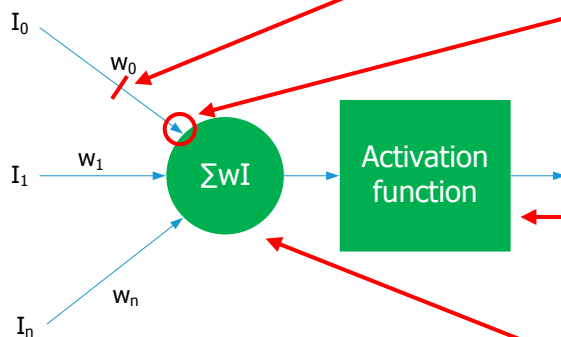 I₀
w₀
I₁
w₁
∑wI
Activation
function
wₙ
Iₙ